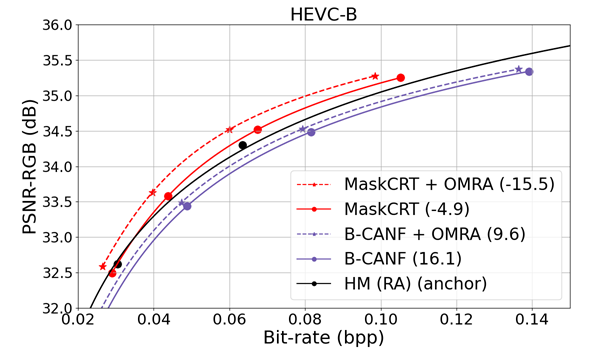 HEVC-B
PSNR-RGB (dB)
36.0
35.5
35.0
34.5
34.0
33.5
33.0
32.5
32.0
MaskCRT + OMRA (-15.5)
MaskCRT (-4.9)
B-CANF + OMRA (9.6)
B-CANF (16.1)
HM (RA) (anchor)
0.02 0.04 0.06 0.08 0.10 0.12 0.14
Bit-rate (bpp)